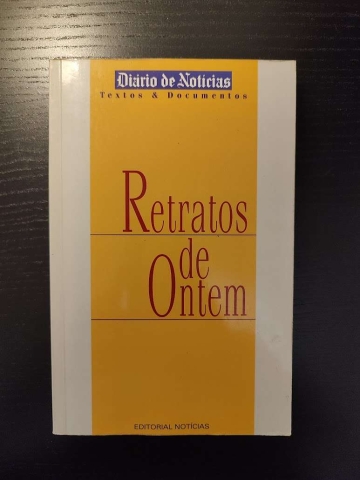 Diário de Notícias
Textos & Documentos
Retratos
de
Ontem
EDITORIAL NOTÍCIAS